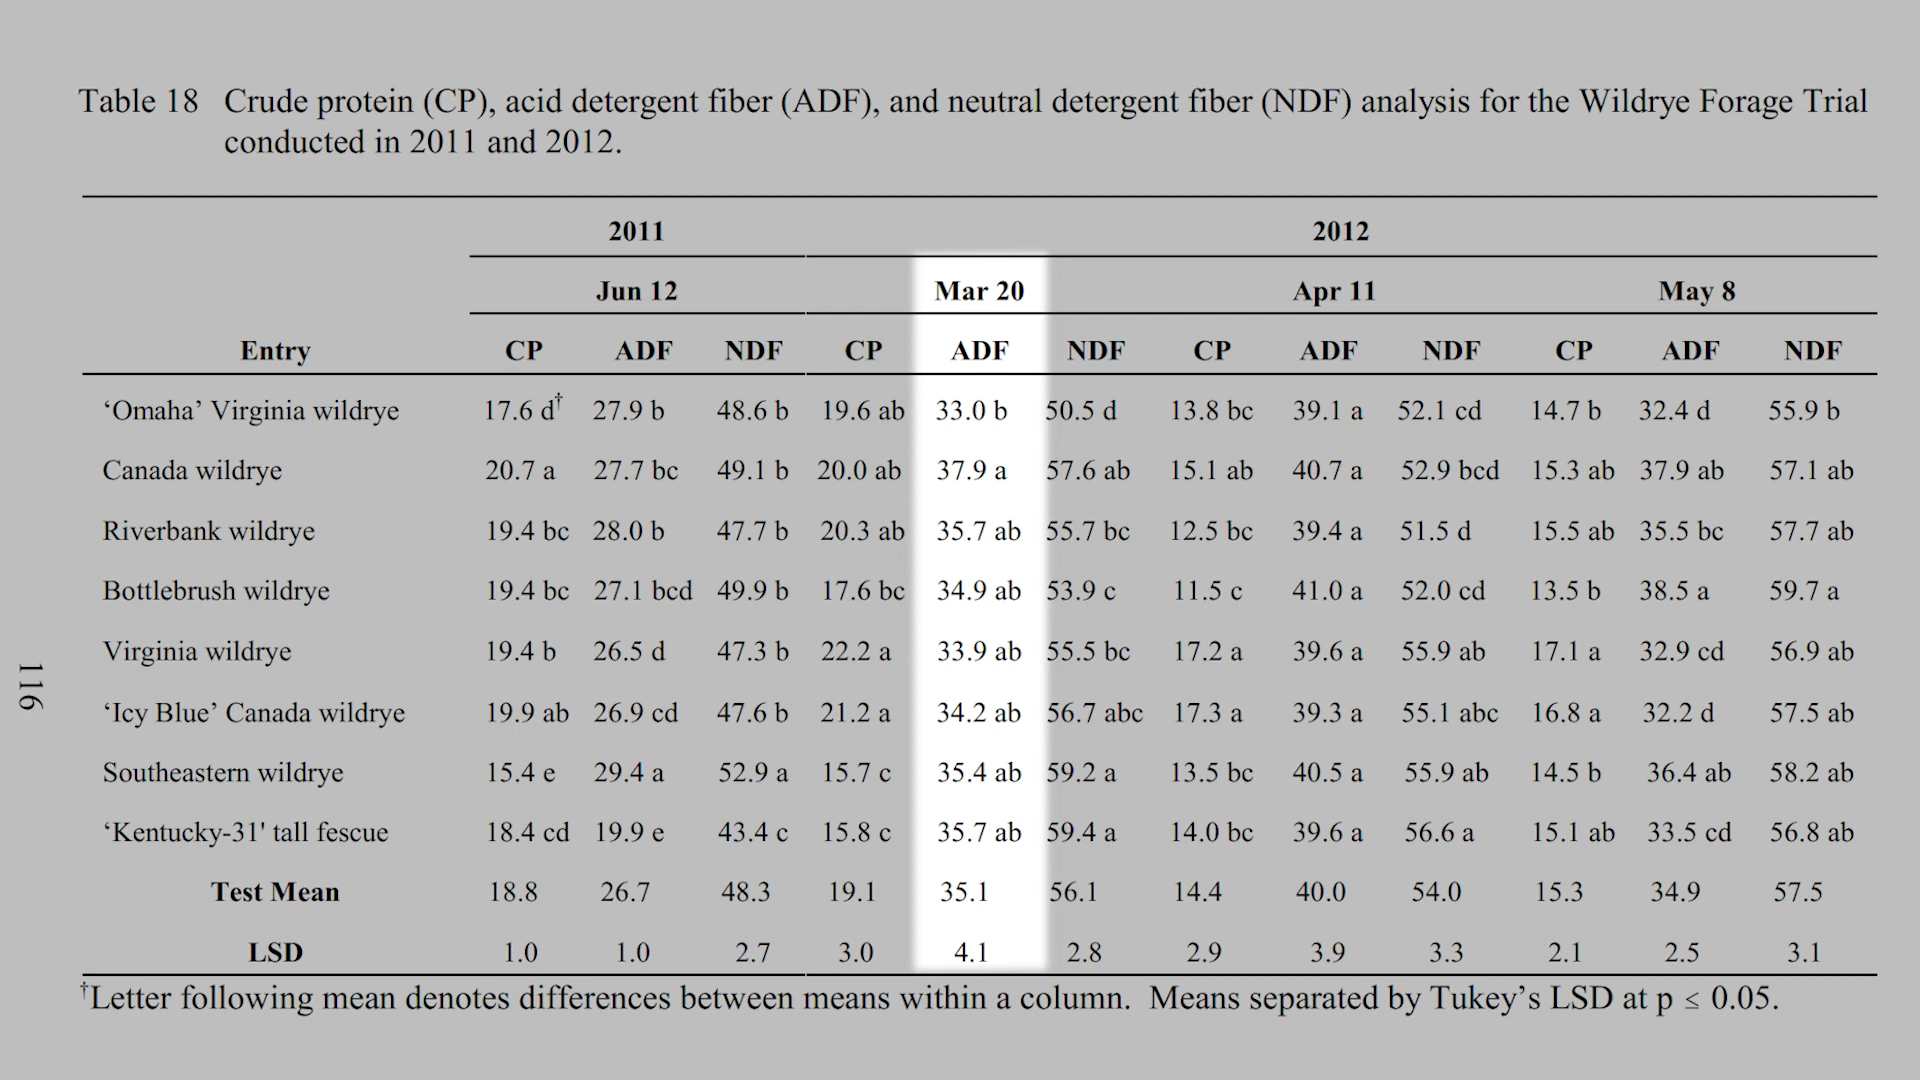 Table 18 Crude protein (CP), acid detergent fiber (ADF), and neutral detergent fiber (NDF) analysis for the Wildrye Forage Trial
conducted in 2011 and 2012.
2011 2012
Jun 12 Mar 20 Apr 11 May 8
Entry CP ADF NDF CP ADF NDF CP ADF NDF CP ADF NDF
‘Omaha’ Virginia wildrye 17.6 d† 27.9 b 48.6 b 19.6 ab 33.0 b 50.5 d 13.8 bc 39.1 a 52.1 cd 14.7 b 32.4 d 55.9 b
Canada wildrye 20.7 a 27.7 bc 49.1 b 20.0 ab 37.9 a 57.6 ab 15.1 ab 40.7 a 52.9 bcd 15.3 ab 37.9 ab 57.1 ab
Riverbank wildrye 19.4 bc 28.0 b 47.7 b 20.3 ab 35.7 ab 55.7 bc 12.5 bc 39.4 a 51.5 d 15.5 ab 35.5 bc 57.7 ab
Bottlebrush wildrye 19.4 bc 27.1 bcd 49.9 b 17.6 bc 34.9 ab 53.9 c 11.5 c 41.0 a 52.0 cd 13.5 b 38.5 a 59.7 a
Virginia wildrye 19.4 b 26.5 d 47.3 b 22.2 a 33.9 ab 55.5 bc 17.2 a 39.6 a 55.9 ab 17.1 a 32.9 cd 56.9 ab
‘Icy Blue’ Canada wildrye 19.9 ab 26.9 cd 47.6 b 21.2 a 34.2 ab 56.7 abc 17.3 a 39.3 a 55.1 abc 16.8 a 32.2 d 57.5 ab
Southeastern wildrye 15.4 e 29.4 a 52.9 a 15.7 c 35.4 ab 59.2 a 13.5 bc 40.5 a 55.9 ab 14.5 b 36.4 ab 58.2 ab
‘Kentucky-31' tall fescue 18.4 cd 19.9 e 43.4 c 15.8 c 35.7 ab 59.4 a 14.0 bc 39.6 a 56.6 a 15.1 ab 33.5 cd 56.8 ab
Test Mean 18.8 26.7 48.3 19.1 35.1 56.1 14.4 40.0 54.0 15.3 34.9 57.5
LSD 1.0 1.0 2.7 3.0 4.1 2.8 2.9 3.9 3.3 2.1 2.5 3.1
†Letter following mean denotes differences between means within a column. Means separated by Tukey’s LSD at p ≤ 0.05.
116